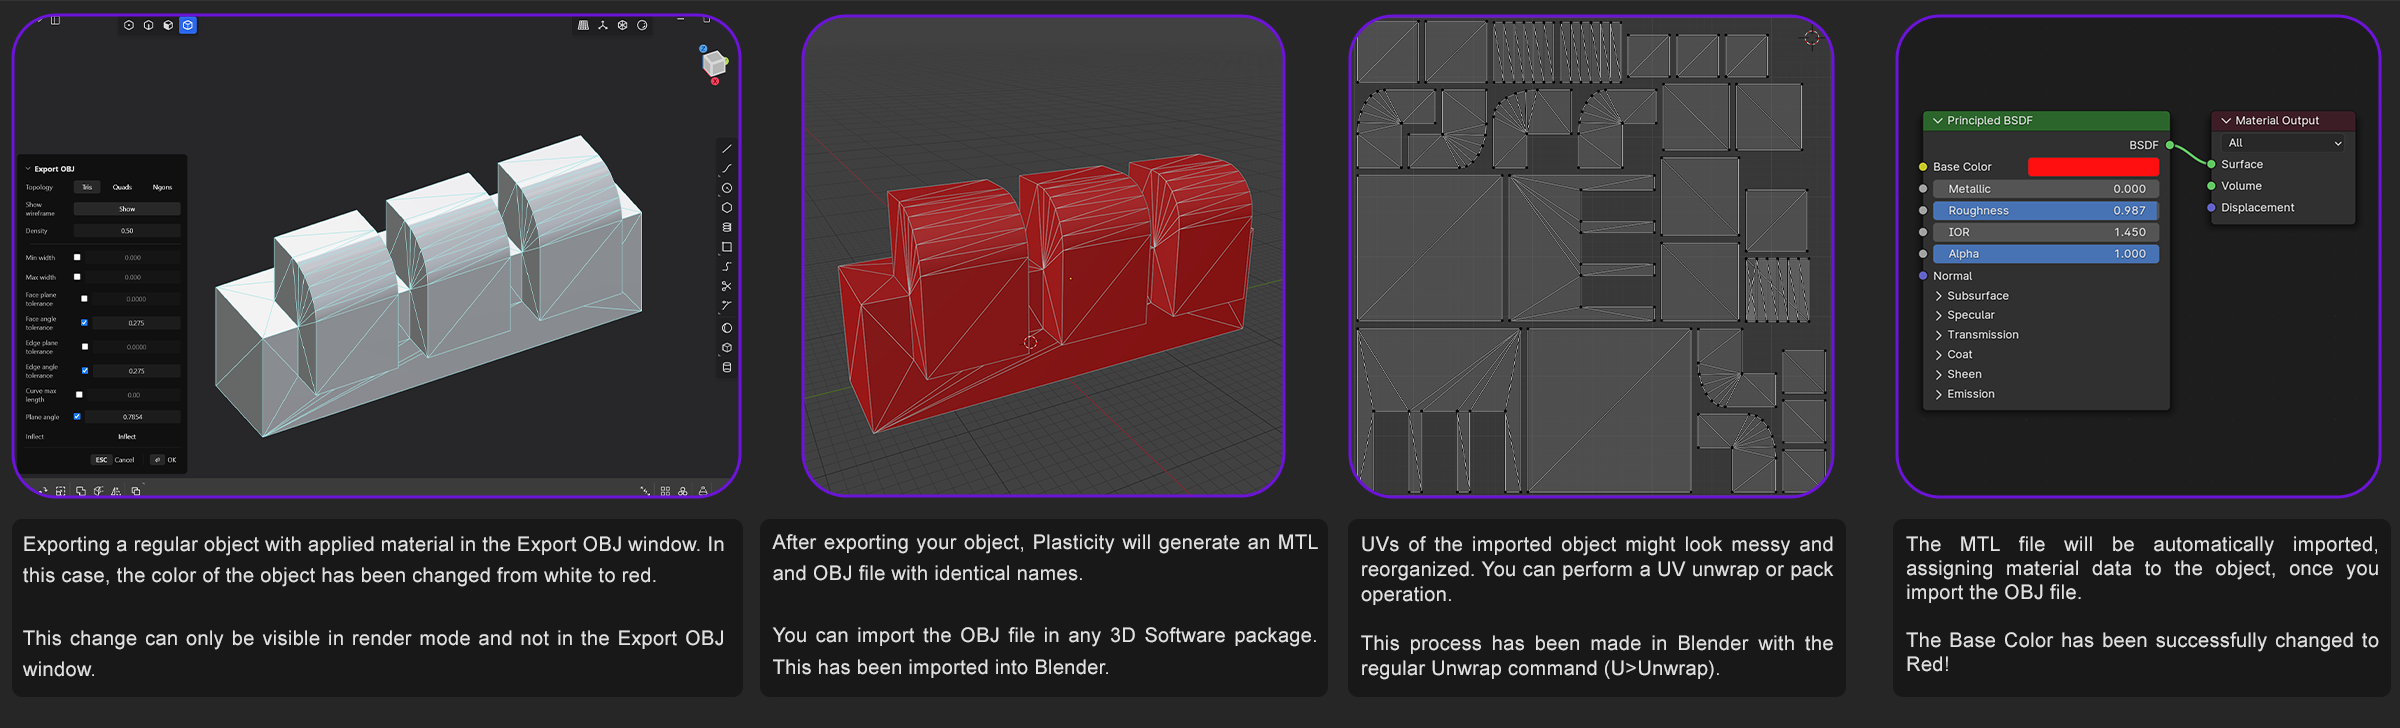 Export OBJ
Topology Tris Quads Ngons
Show wireframe Show
Density 0.50
Min width 0.000
Max width 0.000
Face plane tolerance 0.0000
Face angle tolerance 0.275
Edge plane tolerance 0.0000
Edge angle tolerance 0.275
Curve max length 0.00
Plane angle 0.7854
Inflect Inflect
ESC Cancel OK
Z
X
Principled BSDF
BSDF
Base Color
Metallic 0.000
Roughness 0.987
IOR 1.450
Alpha 1.000
Normal
Subsurface
Specular
Transmission
Coat
Sheen
Emission
Material Output
All
Surface
Volume
Displacement
Exporting a regular object with applied material in the Export OBJ window. In
this case, the color of the object has been changed from white to red.
This change can only be visible in render mode and not in the Export OBJ
window.
After exporting your object, Plasticity will generate an MTL
and OBJ file with identical names.
You can import the OBJ file in any 3D Software package.
This has been imported into Blender.
UVs of the imported object might look messy and
reorganized. You can perform a UV unwrap or pack
operation.
This process has been made in Blender with the
regular Unwrap command (U>Unwrap).
The MTL file will be automatically imported,
assigning material data to the object, once you
import the OBJ file.
The Base Color has been successfully changed to
Red!